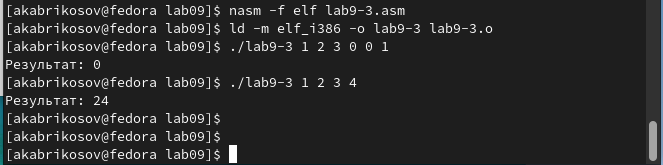 [akabrikosov@fedora lab09]$ nasm -f elf lab9-3.asm
[akabrikosov@fedora lab09]$ ld -m elf_i386 -o lab9-3 lab9-3.o
[akabrikosov@fedora lab09]$ ./lab9-3 1 2 3 0 0 1
Результат: 0
[akabrikosov@fedora lab09]$ ./lab9-3 1 2 3 4
Результат: 24
[akabrikosov@fedora lab09]$
[akabrikosov@fedora lab09]$
[akabrikosov@fedora lab09]$